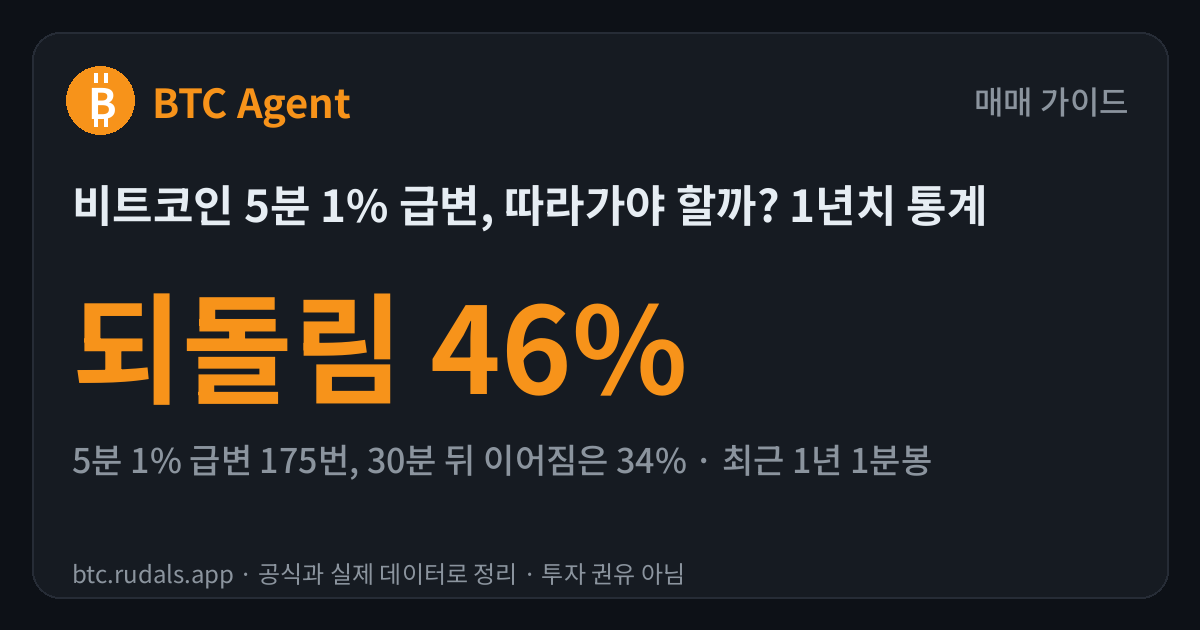 BTC Agent
매매 가이드
비트코인 5분 1% 급변, 따라가야 할까? 1년치 통계
되돌림 46%
5분 1% 급변 175번, 30분 뒤 이어짐은 34% · 최근 1년 1분봉
btc.rudals.app · 공식과 실제 데이터로 정리 · 투자 권유 아님